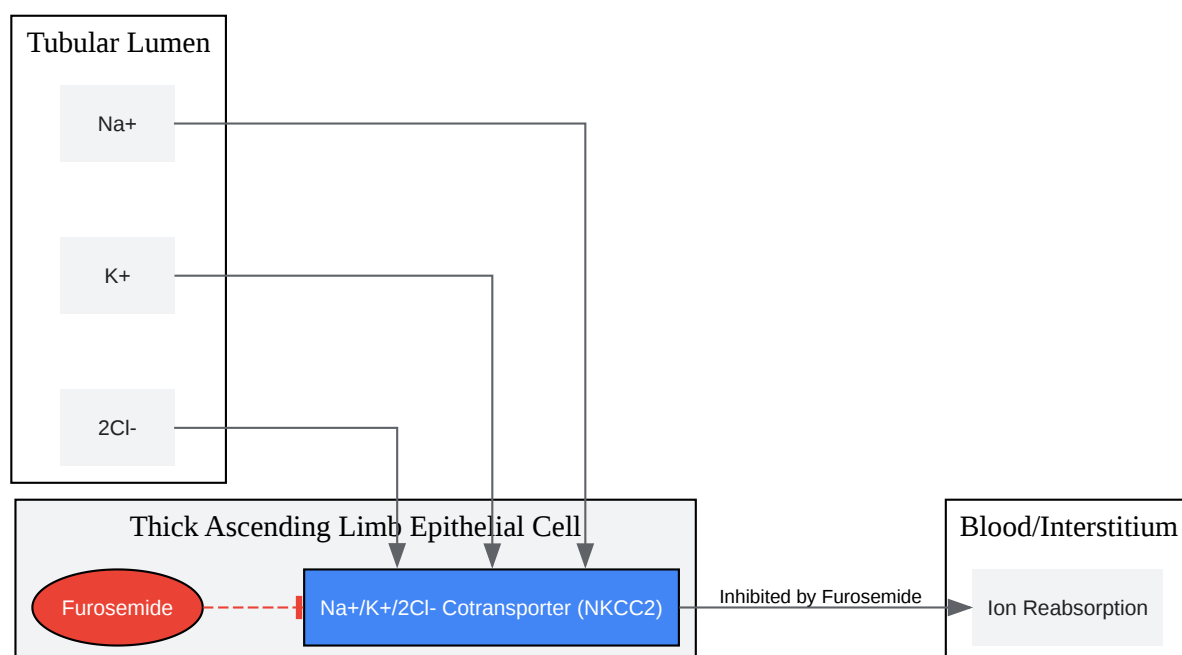 Tubular Lumen
Na+
K+
2Cl-
Thick Ascending Limb Epithelial Cell
Furosemide
Na+/K+/2Cl- Cotransporter (NKCC2)
Inhibited by Furosemide
Blood/Interstitium
Ion Reabsorption